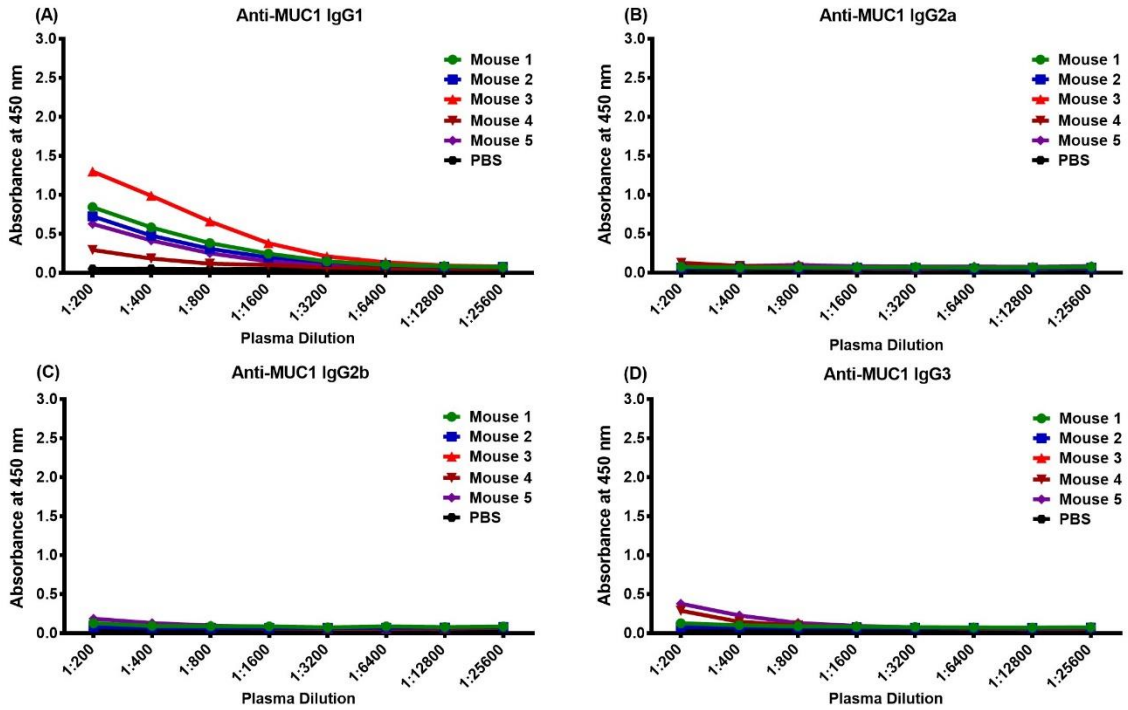 (A)
Anti-MUC1 IgG1
3.0
2.5
2.0
1.5
1.0
0.5
0.0
Absorbance at 450 nm
Mouse 1
Mouse 2
Mouse 3
Mouse 4
Mouse 5
PBS
1:200
1:400
1:800
1:1600
1:3200
1:6400
1:12800
1:25600
Plasma Dilution
(B)
Anti-MUC1 IgG2a
3.0
2.5
2.0
1.5
1.0
0.5
0.0
Absorbance at 450 nm
Mouse 1
Mouse 2
Mouse 3
Mouse 4
Mouse 5
PBS
1:200
1:400
1:800
1:1600
1:3200
1:6400
1:12800
1:25600
Plasma Dilution
(C)
Anti-MUC1 IgG2b
3.0
2.5
2.0
1.5
1.0
0.5
0.0
Absorbance at 450 nm
Mouse 1
Mouse 2
Mouse 3
Mouse 4
Mouse 5
PBS
1:200
1:400
1:800
1:1600
1:3200
1:6400
1:12800
1:25600
Plasma Dilution
(D)
Anti-MUC1 IgG3
3.0
2.5
2.0
1.5
1.0
0.5
0.0
Absorbance at 450 nm
Mouse 1
Mouse 2
Mouse 3
Mouse 4
Mouse 5
PBS
1:200
1:400
1:800
1:1600
1:3200
1:6400
1:12800
1:25600
Plasma Dilution